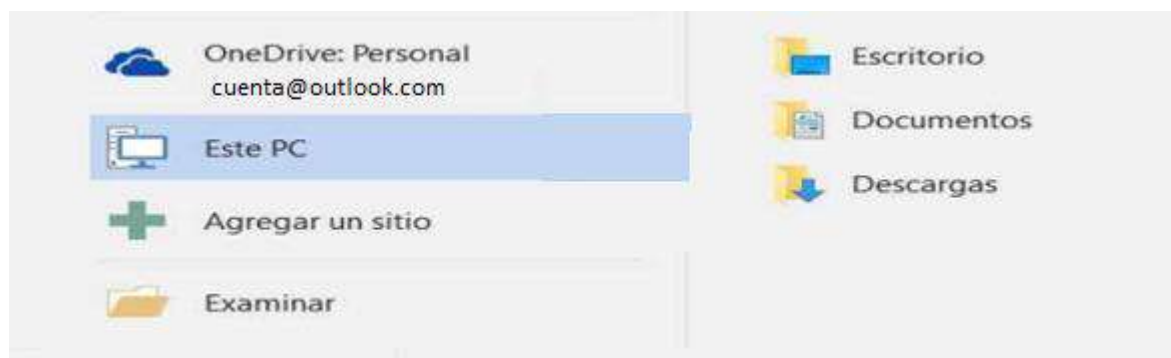 OneDrive: Personal
cuenta@outlook.com
Este PC
Agregar un sitio
Examinar
Escritorio
Documentos
Descargas